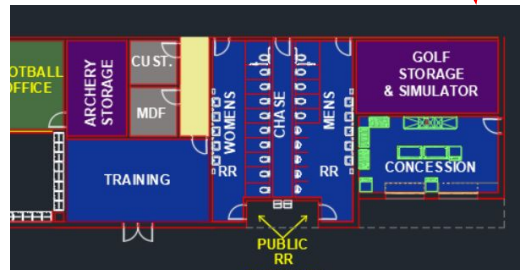 OTBALL
OFFICE
ARCHERY
STORAGE
CUST.
MDF
TRAINING
WOMENS
RR
CHASE
MENS
RR
GOLF
STORAGE
& SIMULATOR
CONCESSION
PUBLIC
RR